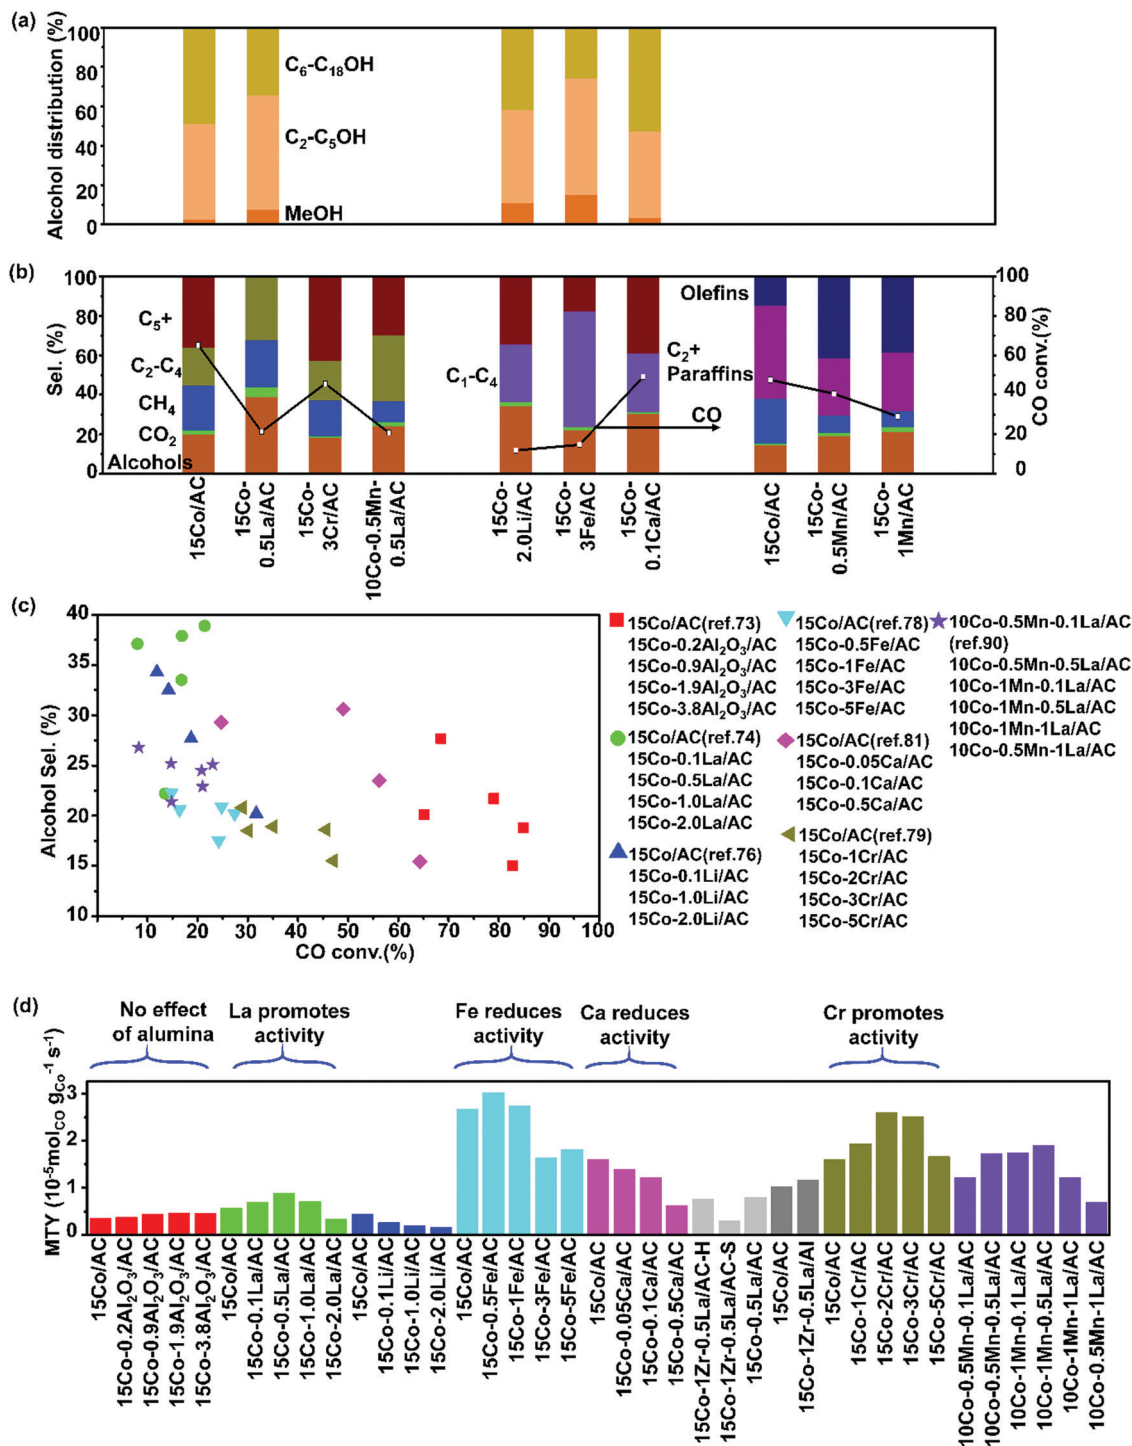 (a)
Alcohol distribution (%)
100
80
60
40
20
0
C₆-C₁₈OH
C₂-C₅OH
MeOH
(b)
Sel. (%)
100
80
60
40
20
0
C₅+
C₂-C₄
CH₄
CO₂
Alcohols
C₁-C₄
Olefins
C₂+
Paraffins
CO
100
80
60
40
20
0
CO conv.(%)
15Co/AC
15Co-
0.5La/AC
15Co-
3Cr/AC
10Co-0.5Mn-
0.5La/AC
15Co-
2.0Li/AC
15Co-
3Fe/AC
15Co-
0.1Ca/AC
15Co/AC
15Co-
0.5Mn/AC
15Co-
1Mn/AC
(c)
Alcohol Sel. (%)
40
35
30
25
20
15
10
10 20 30 40 50 60 70 80 90 100
CO conv.(%)
15Co/AC(ref.73)
15Co-0.2Al₂O₃/AC
15Co-0.9Al₂O₃/AC
15Co-1.9Al₂O₃/AC
15Co-3.8Al₂O₃/AC
15Co/AC(ref.74)
15Co-0.1La/AC
15Co-0.5La/AC
15Co-1.0La/AC
15Co-2.0La/AC
15Co/AC(ref.76)
15Co-0.1Li/AC
15Co-1.0Li/AC
15Co-2.0Li/AC
15Co/AC(ref.78)
15Co-0.5Fe/AC
15Co-1Fe/AC
15Co-3Fe/AC
15Co-5Fe/AC
15Co/AC(ref.81)
15Co-0.05Ca/AC
15Co-0.1Ca/AC
15Co-0.5Ca/AC
15Co/AC(ref.79)
15Co-1Cr/AC
15Co-2Cr/AC
15Co-3Cr/AC
15Co-5Cr/AC
10Co-0.5Mn-0.1La/AC
(ref.90)
10Co-0.5Mn-0.5La/AC
10Co-1Mn-0.1La/AC
10Co-1Mn-0.5La/AC
10Co-1Mn-1La/AC
10Co-0.5Mn-1La/AC
(d)
No effect
of alumina
La promotes
activity
Fe reduces
activity
Ca reduces
activity
Cr promotes
activity
MTY (10⁻⁵mol_CO g_Co⁻¹ s⁻¹)
3
2
1
0
15Co/AC
15Co-0.2Al₂O₃/AC
15Co-0.9Al₂O₃/AC
15Co-1.9Al₂O₃/AC
15Co-3.8Al₂O₃/AC
15Co/AC
15Co-0.1La/AC
15Co-0.5La/AC
15Co-1.0La/AC
15Co-2.0La/AC
15Co/AC
15Co-0.1Li/AC
15Co-1.0Li/AC
15Co-2.0Li/AC
15Co/AC
15Co-0.5Fe/AC
15Co-1Fe/AC
15Co-3Fe/AC
15Co-5Fe/AC
15Co/AC
15Co-0.05Ca/AC
15Co-0.1Ca/AC
15Co-0.5Ca/AC
15Co-1Zr-0.5La/AC-H
15Co-1Zr-0.5La/AC-S
15Co-0.5La/AC
15Co/AC
15Co-1Zr-0.5La/Al
15Co/AC
15Co-1Cr/AC
15Co-2Cr/AC
15Co-3Cr/AC
15Co-5Cr/AC
10Co-0.5Mn-0.1La/AC
10Co-0.5Mn-0.5La/AC
10Co-1Mn-0.1La/AC
10Co-1Mn-0.5La/AC
10Co-1Mn-1La/AC
10Co-0.5Mn-1La/AC